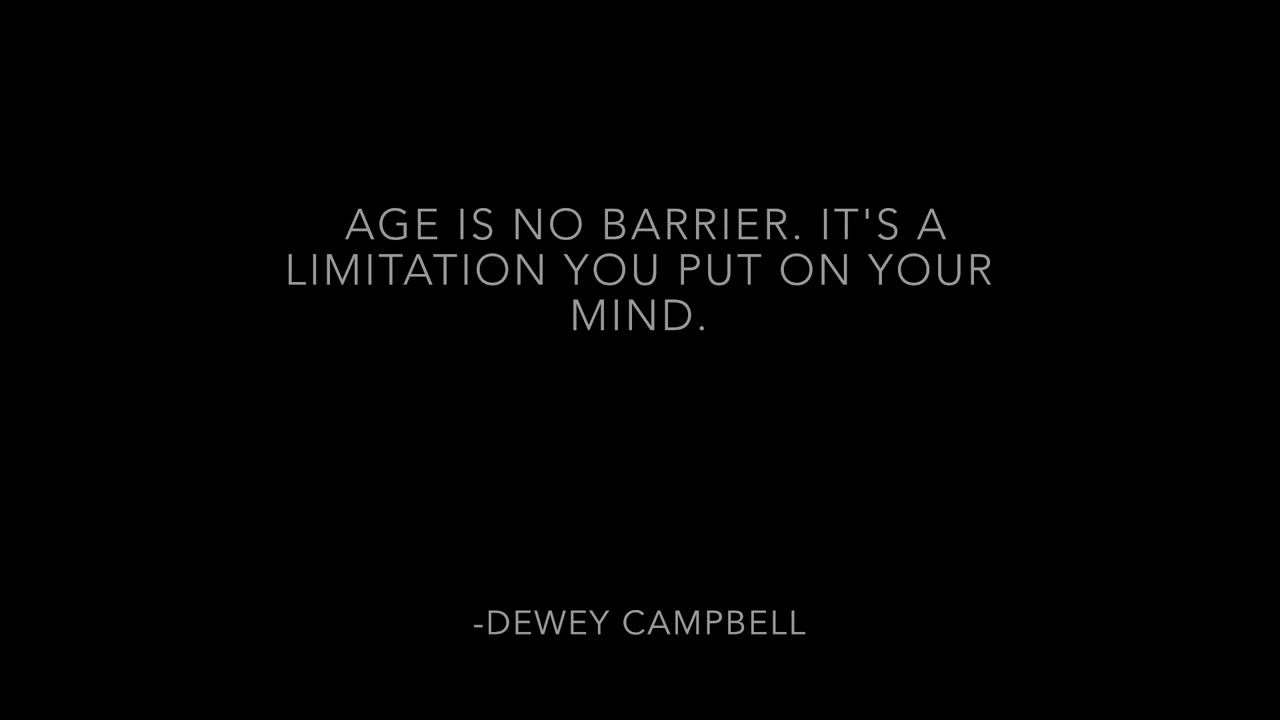 AGE IS NO BARRIER. IT'S A
LIMITATION YOU PUT ON YOUR
MIND.
-DEWEY CAMPBELL